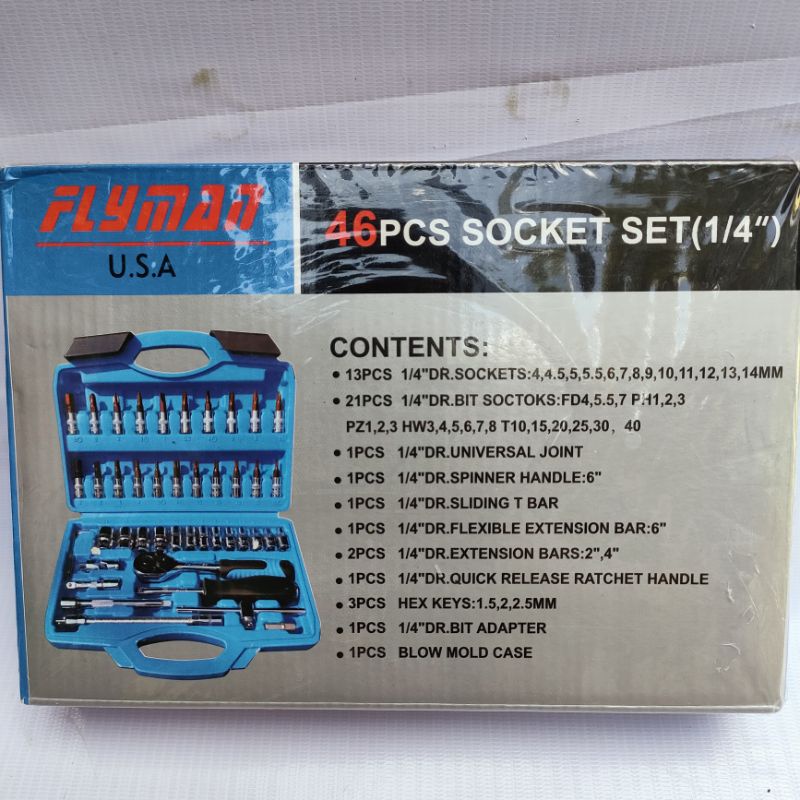 FLYMAN
U.S.A
46PCS SOCKET SET(1/4")
CONTENTS:
• 13PCS 1/4"DR.SOCKETS:4,4.5,5,5.5,6,7,8,9,10,11,12,13,14MM
• 21PCS 1/4"DR.BIT SOCTOKS:FD4,5.5,7 PH1,2,3
PZ1,2,3 HW3,4,5,6,7,8 T10,15,20,25,30, 40
• 1PCS 1/4"DR.UNIVERSAL JOINT
• 1PCS 1/4"DR.SPINNER HANDLE:6"
• 1PCS 1/4"DR.SLIDING T BAR
• 1PCS 1/4"DR.FLEXIBLE EXTENSION BAR:6"
• 2PCS 1/4"DR.EXTENSION BARS:2",4"
• 1PCS 1/4"DR.QUICK RELEASE RATCHET HANDLE
• 3PCS HEX KEYS:1.5,2,2.5MM
• 1PCS 1/4"DR.BIT ADAPTER
• 1PCS BLOW MOLD CASE